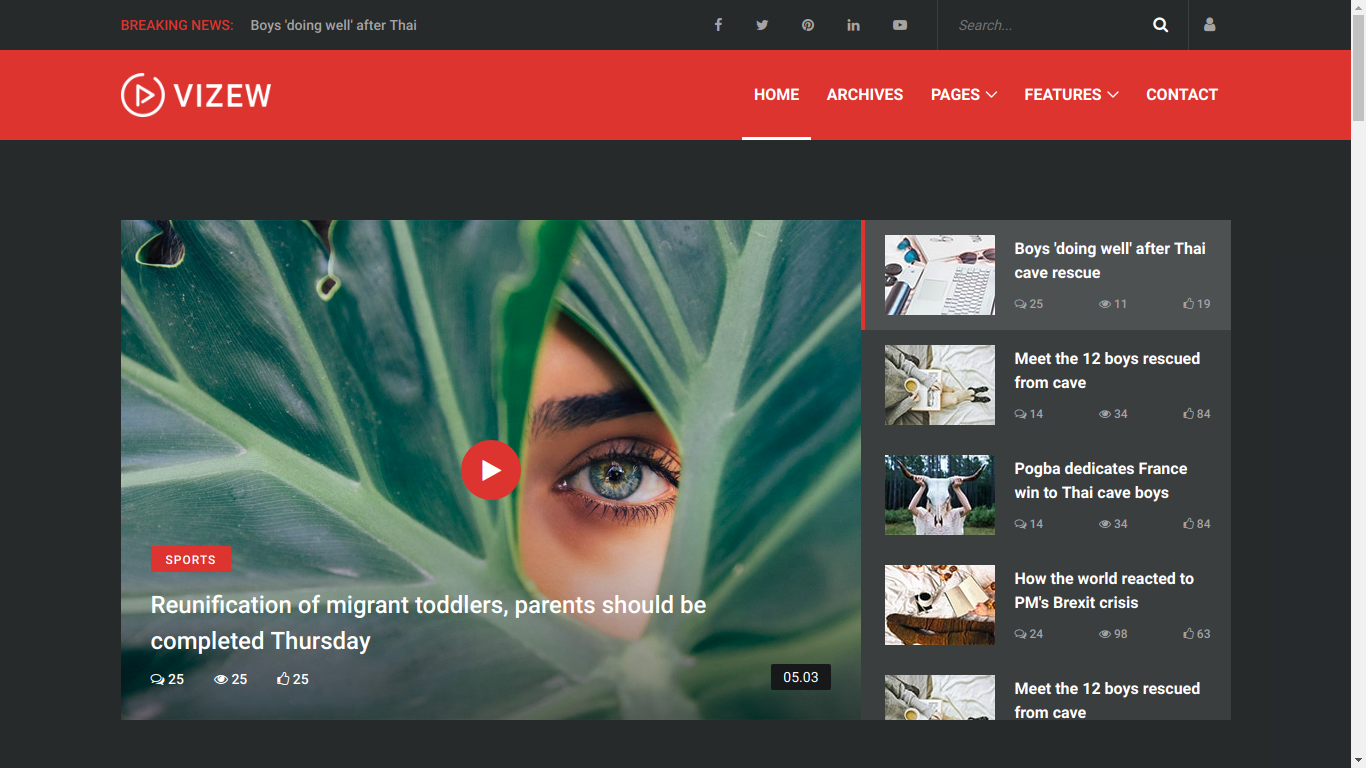 BREAKING NEWS: Boys 'doing well' after Thai Search...
VIZEW HOME ARCHIVES PAGES FEATURES CONTACT
SPORTS
Reunification of migrant toddlers, parents should be
completed Thursday
25 25 25
05.03
Boys 'doing well' after Thai
cave rescue
25 11 19
Meet the 12 boys rescued
from cave
14 34 84
Pogba dedicates France
win to Thai cave boys
14 34 84
How the world reacted to
PM's Brexit crisis
24 98 63
Meet the 12 boys rescued
from cave